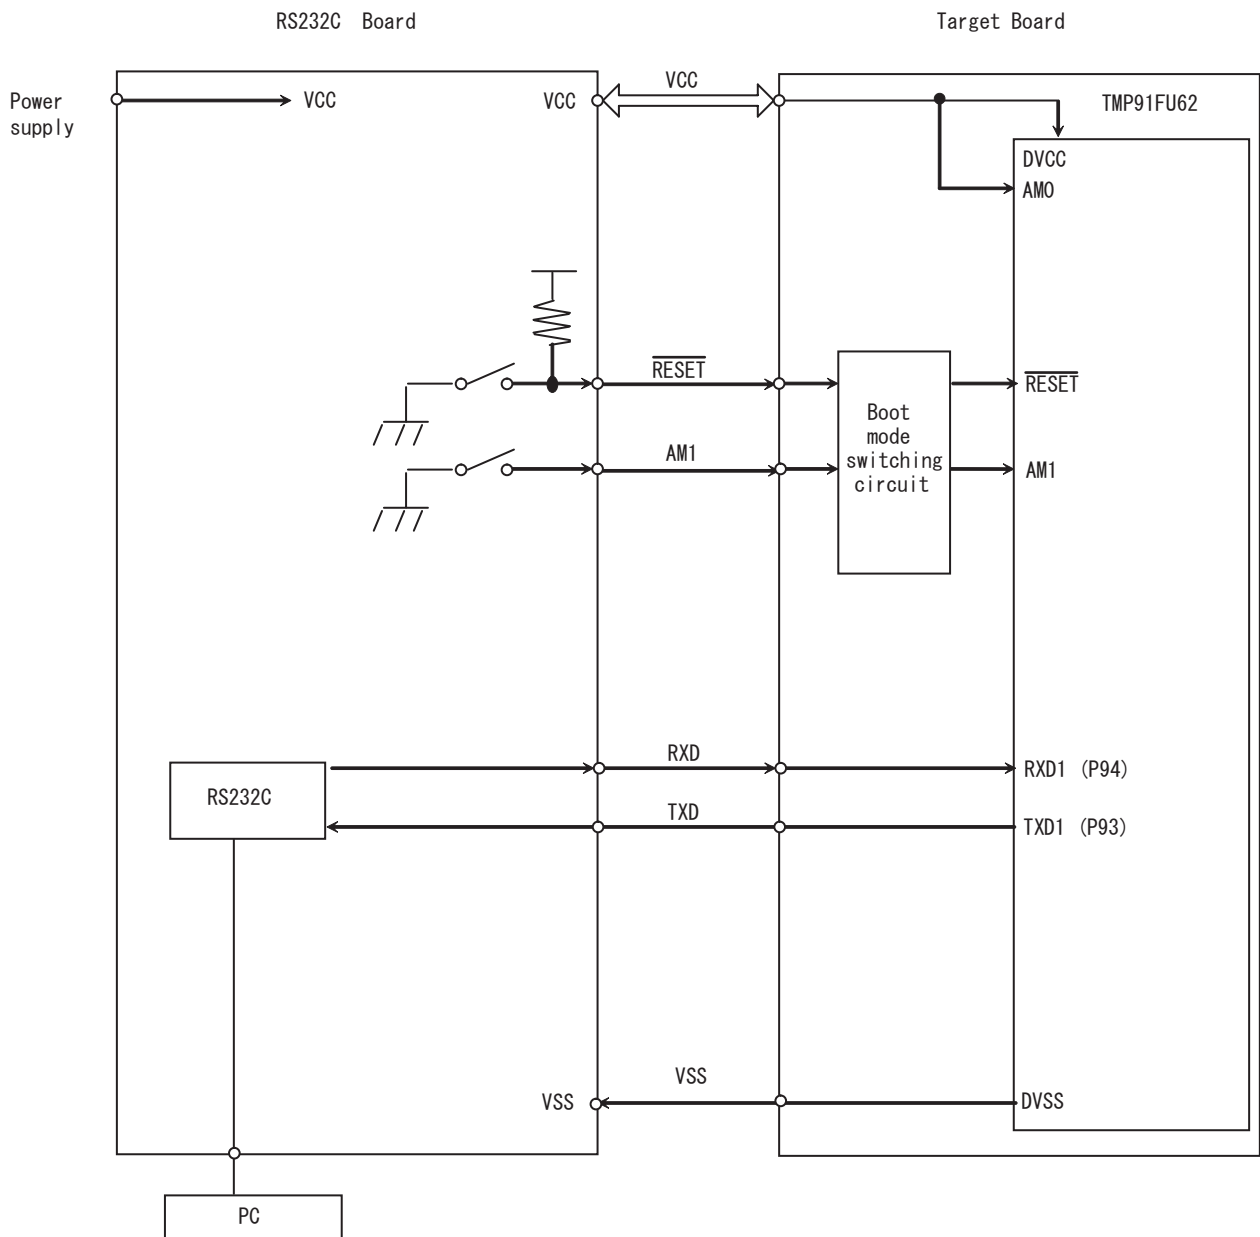 RS232C Board
Target Board
Power
supply
VCC
VCC
VCC
TMP91FU62
DVCC
AM0
RESET
RESET
Boot
mode
switching
circuit
AM1
AM1
RXD
RXD1 (P94)
RS232C
TXD
TXD1 (P93)
VSS
VSS
DVSS
PC